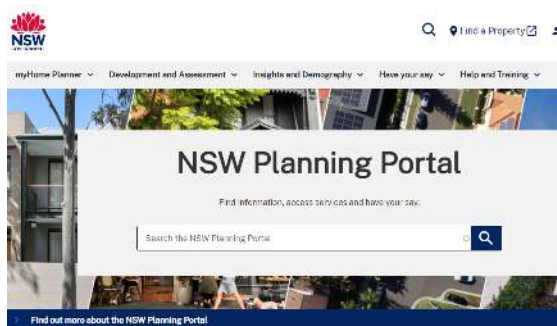 NSW
Find a Property
myHome Planner
Development and Assessment
Insights and Demography
Have your say
Help and Training
NSW Planning Portal
Find information, access services and have your say.
Search the NSW Planning Portal
Find out more about the NSW Planning Portal